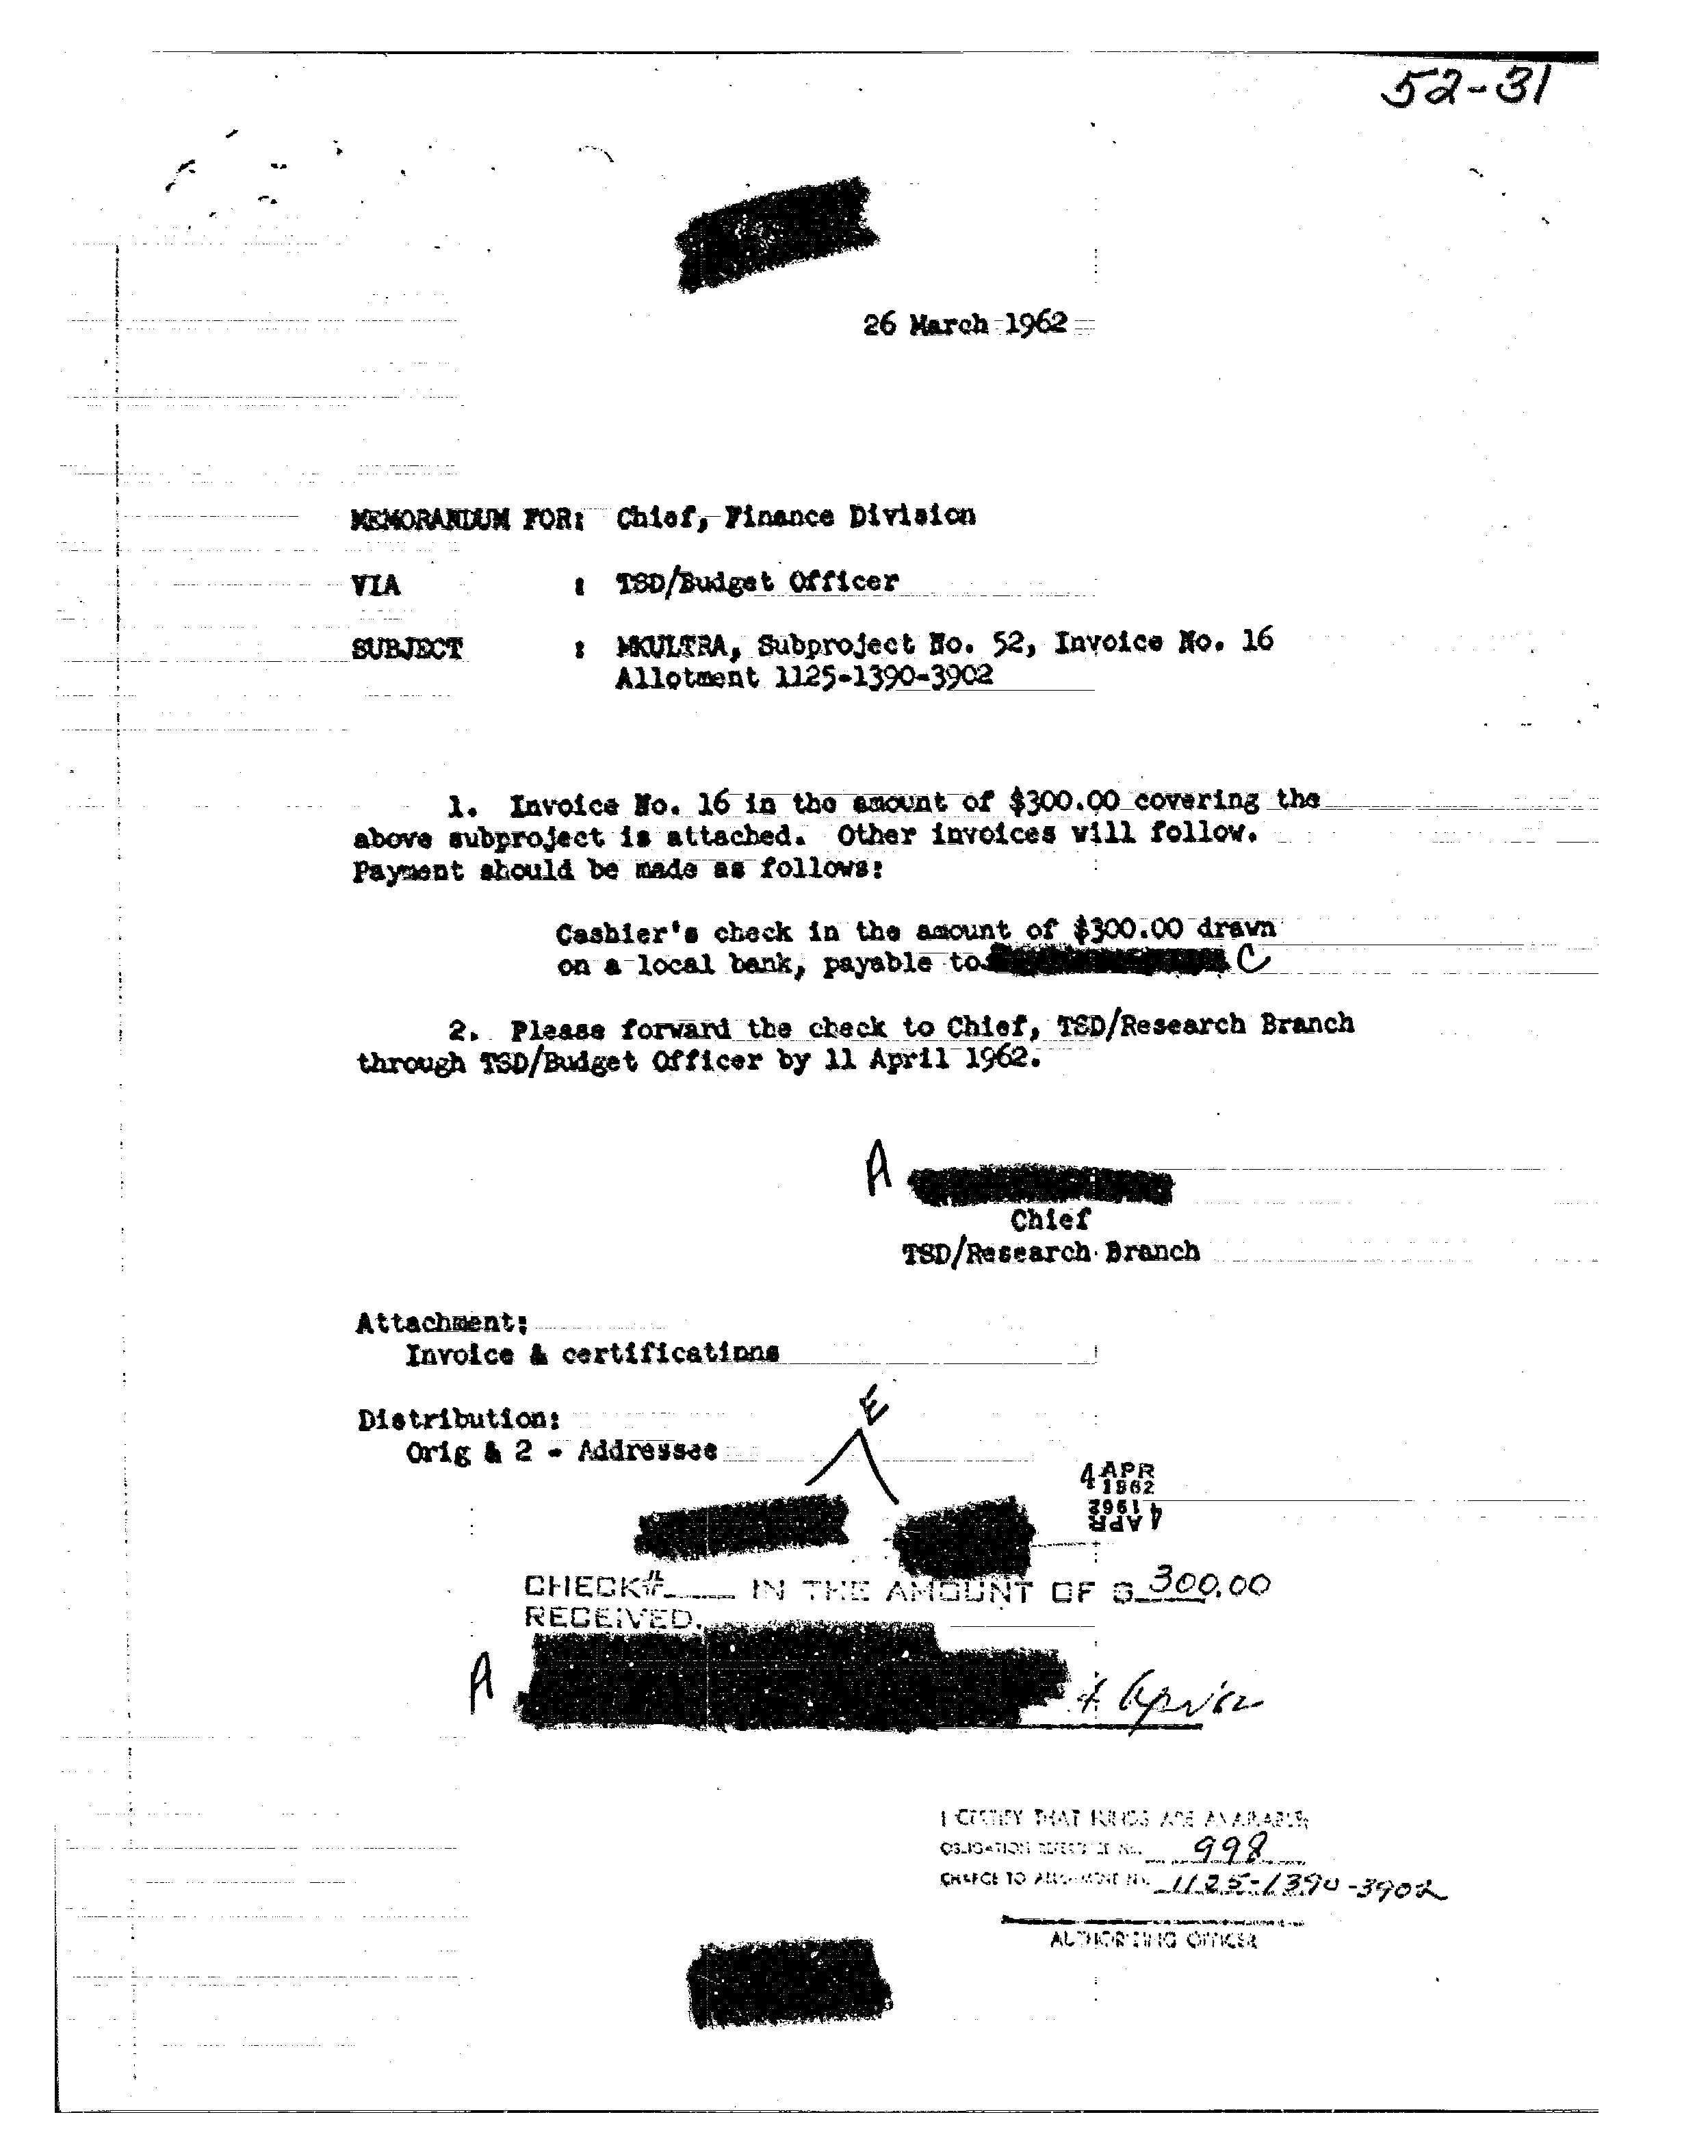 52-31
26 March 1962
MEMORANDUM FOR: Chief, Finance Division
VIA : TSD/Budget Officer
SUBJECT : MKULTRA, Subproject No. 52, Invoice No. 16
Allotment 1125-1390-3902
1. Invoice No. 16 in the amount of $300.00 covering the
above subproject is attached. Other invoices will follow.
Payment should be made as follows:
Cashier's check in the amount of $300.00 drawn
on a local bank, payable to C
2. Please forward the check to Chief, TSD/Research Branch
through TSD/Budget Officer by 11 April 1962.
A
Chief
TSD/Research Branch
Attachment:
Invoice & certifications
Distribution:
Orig & 2 - Addressee
E
4 APR
1962
4 APR
1962
CHECK# IN THE AMOUNT OF $ 300.00
RECEIVED.
A
4 Apr '62
I CERTIFY THAT FUNDS ARE AVAILABLE
OBLIGATION REFERENCE NO. 998
CHARGE TO ALLOTMENT NO. 1125-1390-3902
AUTHORIZING OFFICER